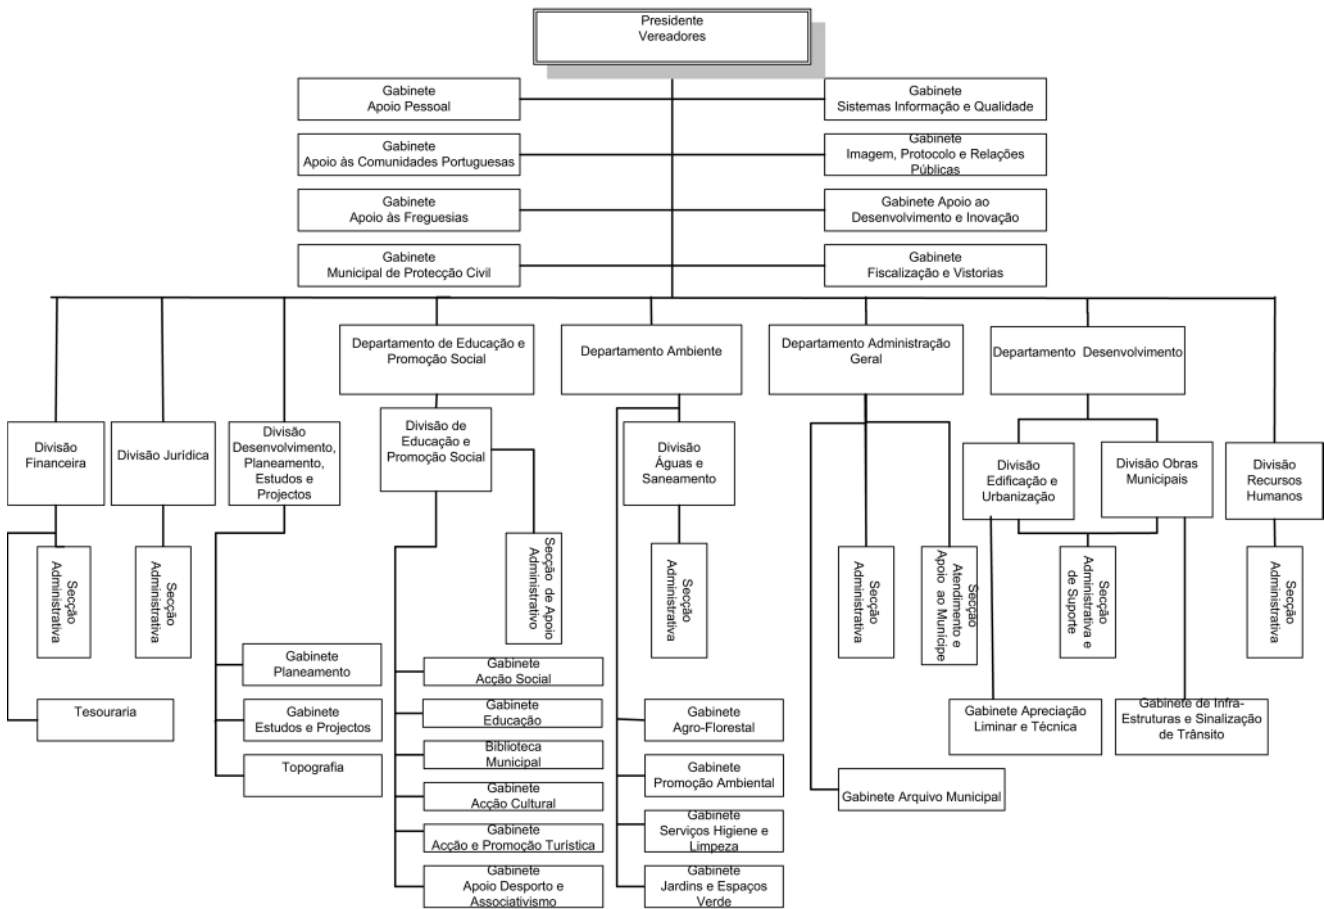 Presidente
Vereadores
Gabinete
Apoio Pessoal
Gabinete
Sistemas Informação e Qualidade
Gabinete
Apoio às Comunidades Portuguesas
Gabinete
Imagem, Protocolo e Relações
Públicas
Gabinete
Apoio às Freguesias
Gabinete Apoio ao
Desenvolvimento e Inovação
Gabinete
Municipal de Protecção Civil
Gabinete
Fiscalização e Vistorias
Departamento de Educação e
Promoção Social
Departamento Ambiente
Departamento Administração
Geral
Departamento Desenvolvimento
Divisão
Financeira
Divisão Jurídica
Divisão
Desenvolvimento,
Planeamento,
Estudos e
Projectos
Divisão de
Educação e
Promoção Social
Divisão
Águas e
Saneamento
Divisão
Edificação e
Urbanização
Divisão Obras
Municipais
Divisão
Recursos
Humanos
Secção
Administrativa
Secção
Administrativa
Secção de Apoio
Administrativo
Secção
Administrativa
Secção
Administrativa
Secção
Atendimento e
Apoio ao Municipe
Secção
Administrativa e
de Suporte
Secção
Administrativa
Tesouraria
Gabinete
Planeamento
Gabinete
Estudos e Projectos
Topografia
Gabinete
Acção Social
Gabinete
Educação
Biblioteca
Municipal
Gabinete
Acção Cultural
Gabinete
Acção e Promoção Turística
Gabinete
Apoio Desporto e
Associativismo
Gabinete
Agro-Florestal
Gabinete
Promoção Ambiental
Gabinete
Serviços Higiene e
Limpeza
Gabinete
Jardins e Espaços
Verde
Gabinete Arquivo Municipal
Gabinete Apreciação
Liminar e Técnica
Gabinete de Infra-
Estruturas e Sinalização
de Trânsito